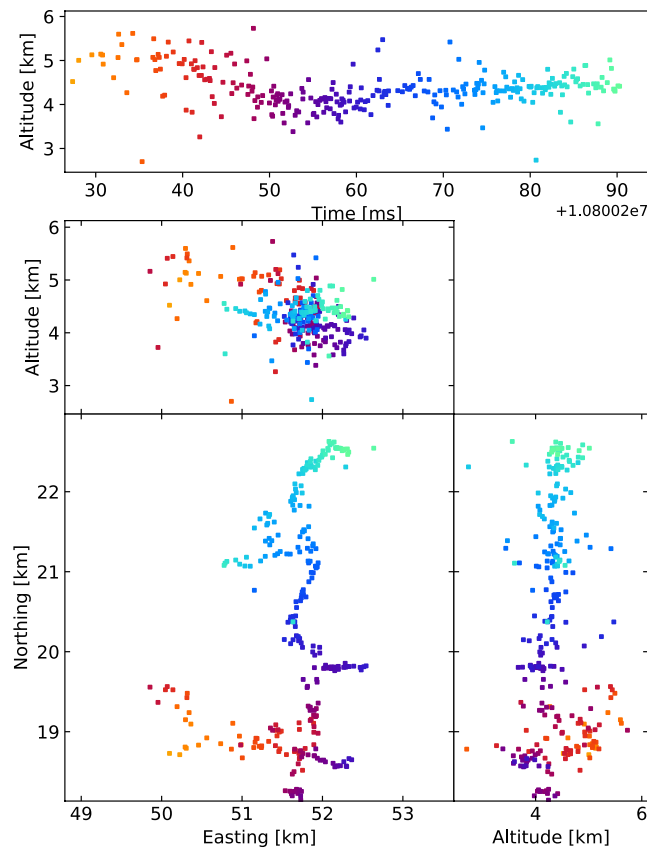 6
5
4
3
Altitude [km]
30 40 50 60 70 80 90
Time [ms]
+1.08002e7
6
5
4
3
Altitude [km]
22
21
20
19
Northing [km]
49 50 51 52 53
Easting [km]
4 6
Altitude [km]